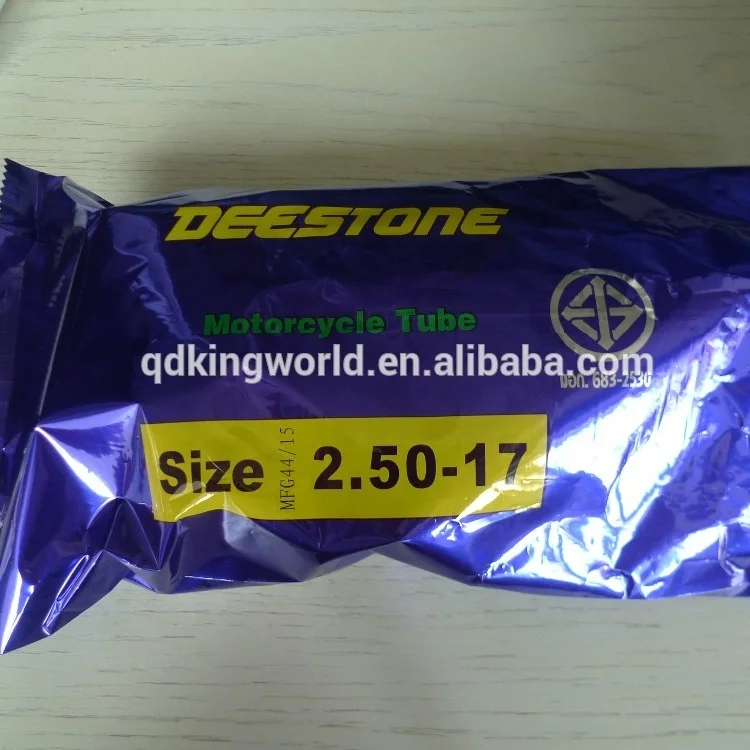 DEESTONE
Motorcycle Tube
qdkingworld.en.alibaba.com
มอก. 683-2530
Size MFG44/15 2.50-17